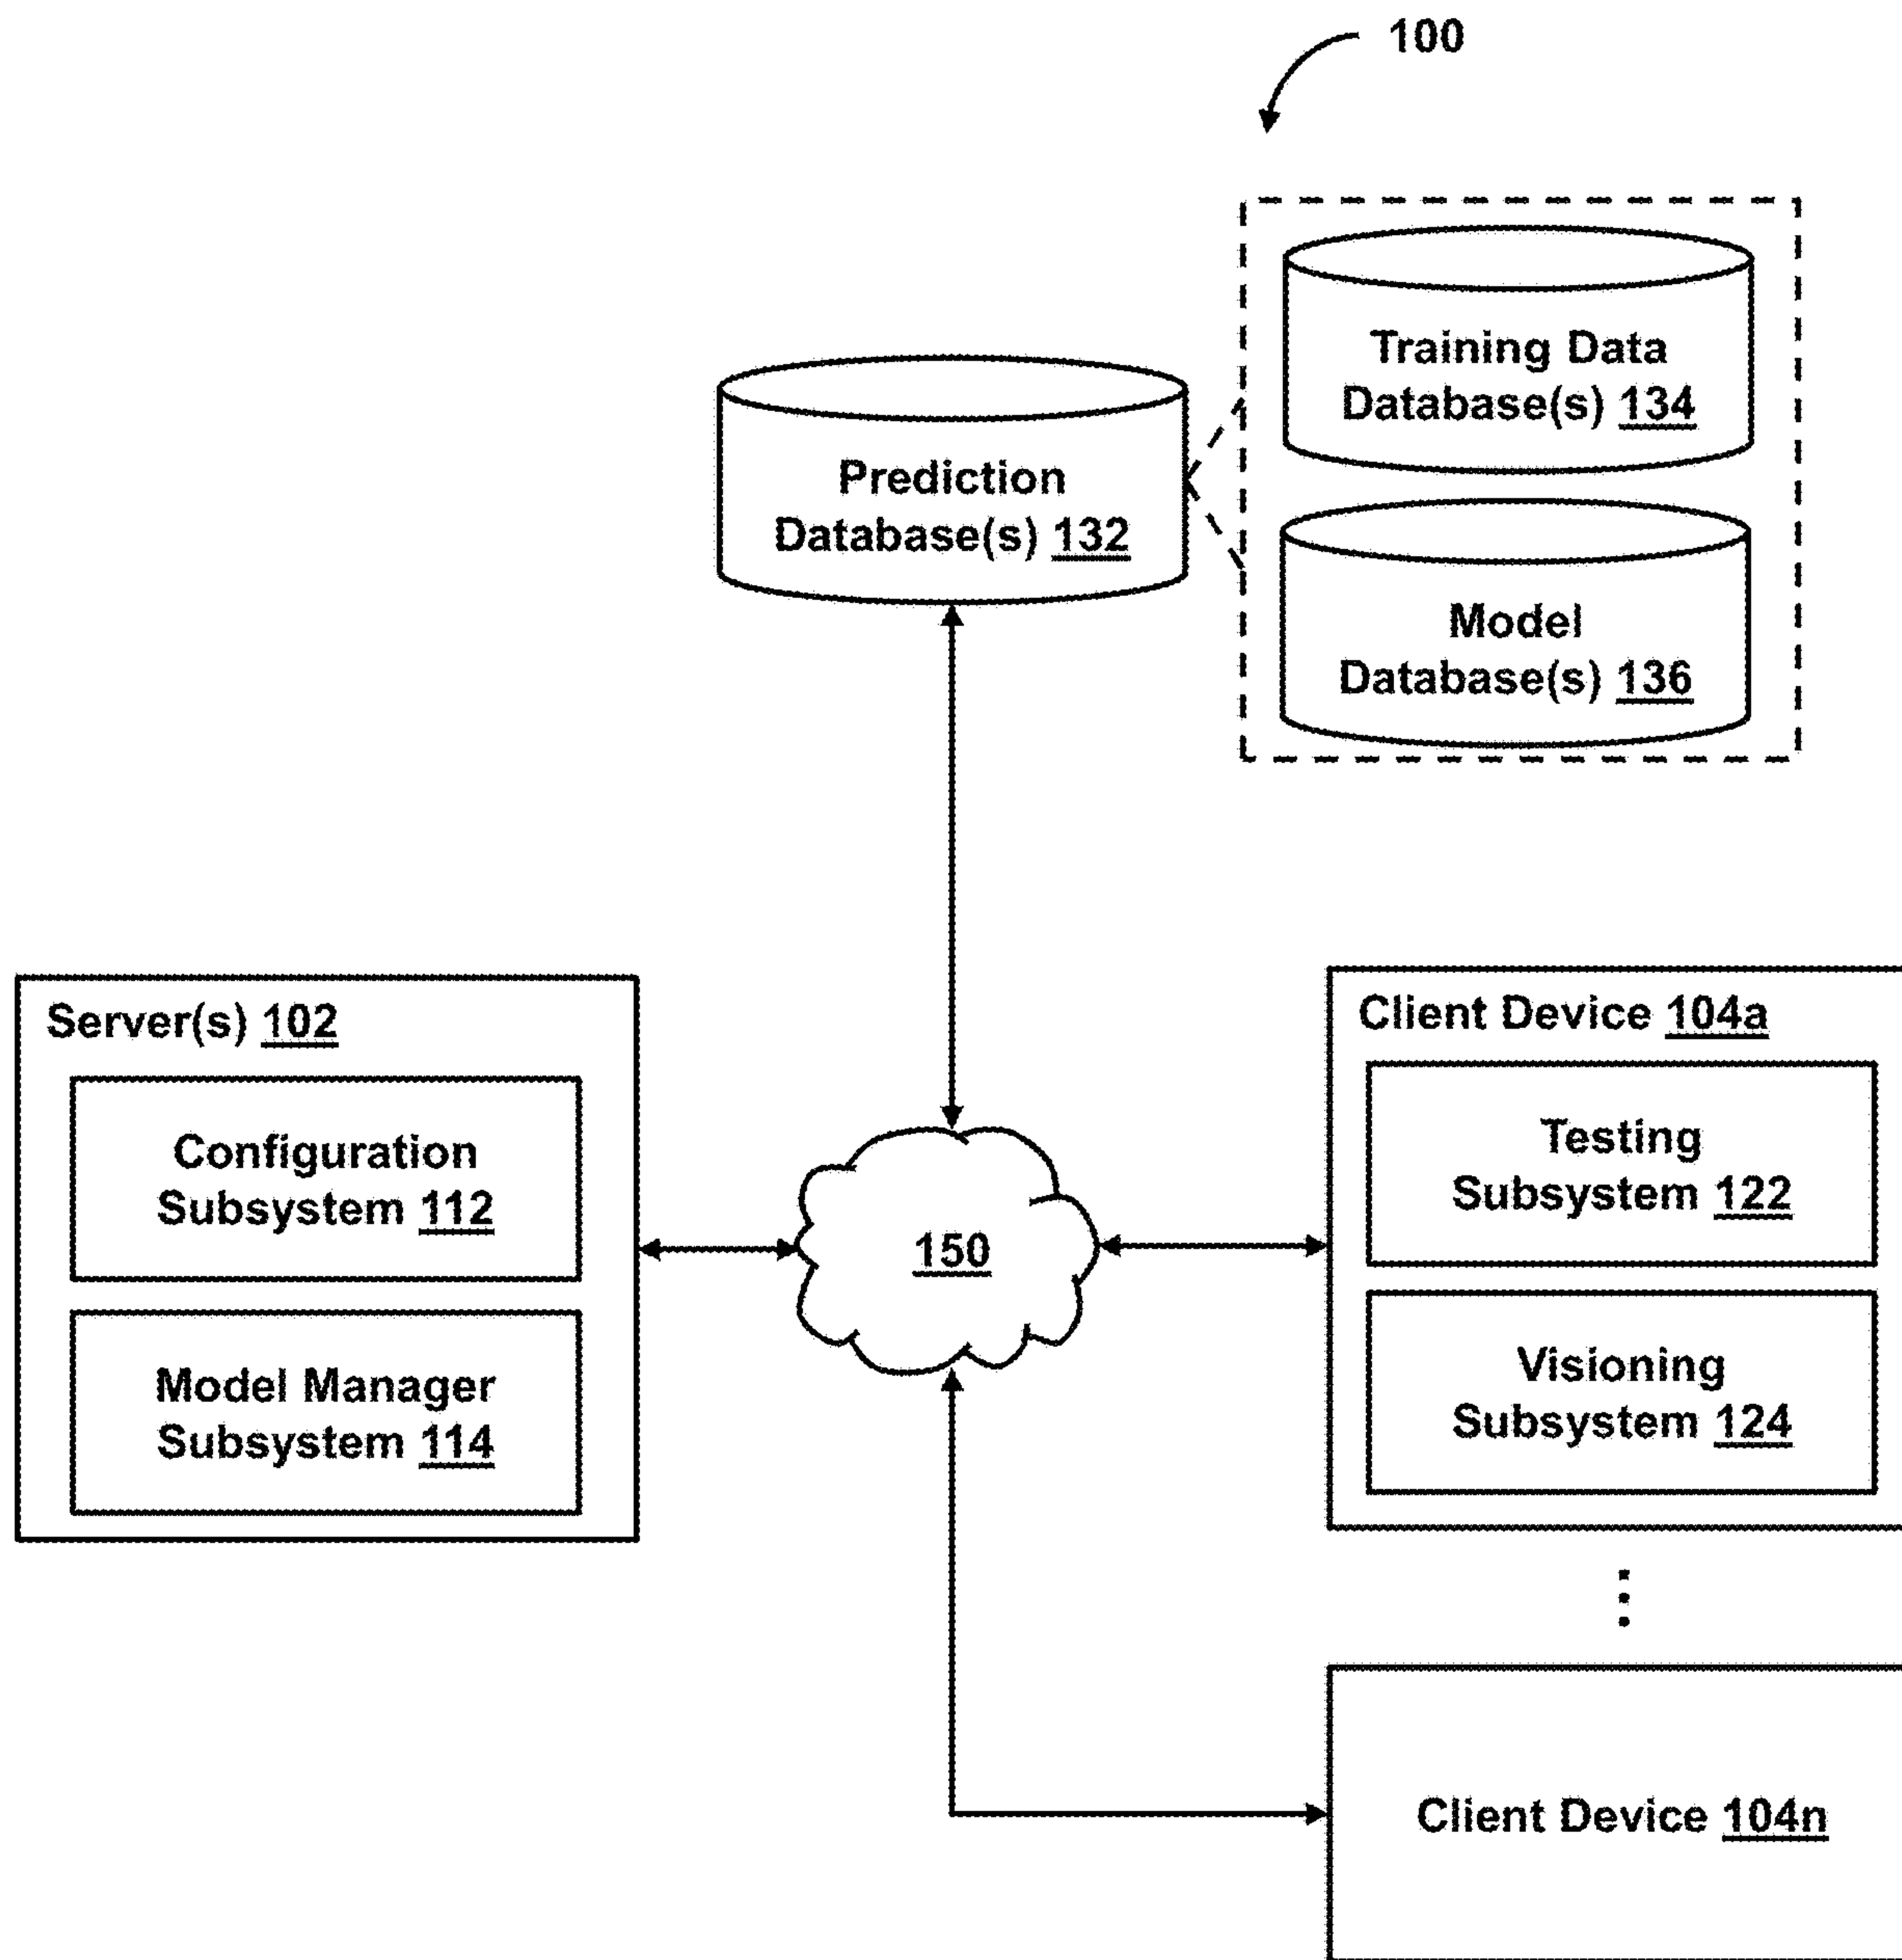 100
Training Data
Database(s) 134
Prediction
Database(s) 132
Model
Database(s) 136
Server(s) 102
Configuration
Subsystem 112
Model Manager
Subsystem 114
150
Client Device 104a
Testing
Subsystem 122
Visioning
Subsystem 124
Client Device 104n